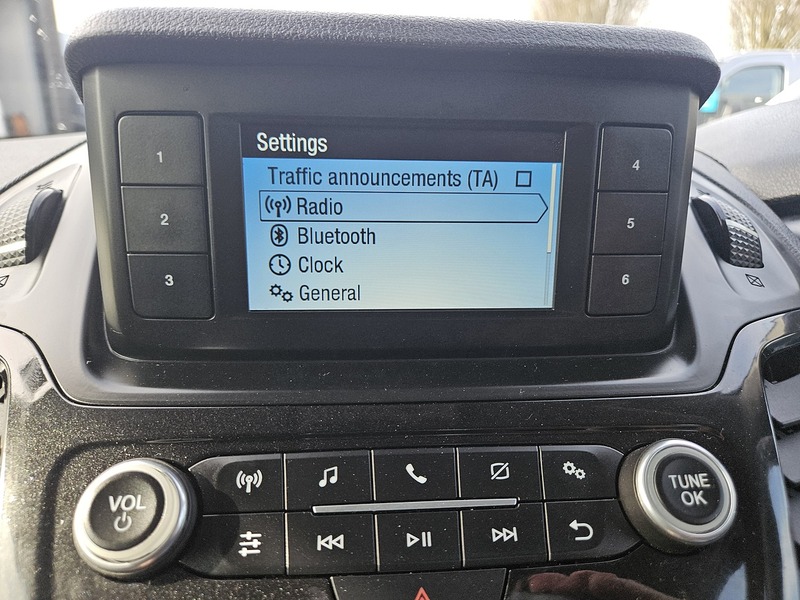 Settings
Traffic announcements (TA)
Radio
Bluetooth
Clock
General
1
2
3
4
5
6
VOL
TUNE
OK